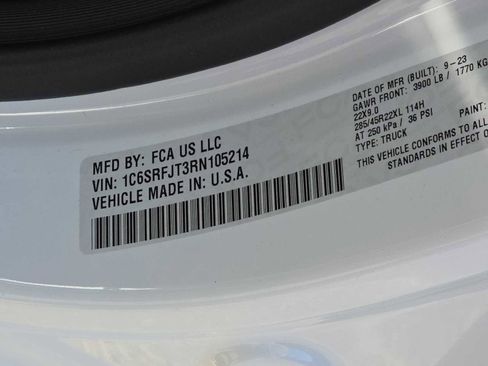 MFD BY: FCA US LLC
VIN: 1C6SRFJT3RN105214
VEHICLE MADE IN: U.S.A.
DATE OF MFR (BUILT): 9-23
GAWR FRONT: 3900 LB / 1770 KG
22X9.0
285/45R22XL 114H
AT 250 kPa / 36 PSI
TYPE: TRUCK
PAINT:
THIS VEHICLE CONFORMS TO ALL
STANDARDS IN EFFECT O